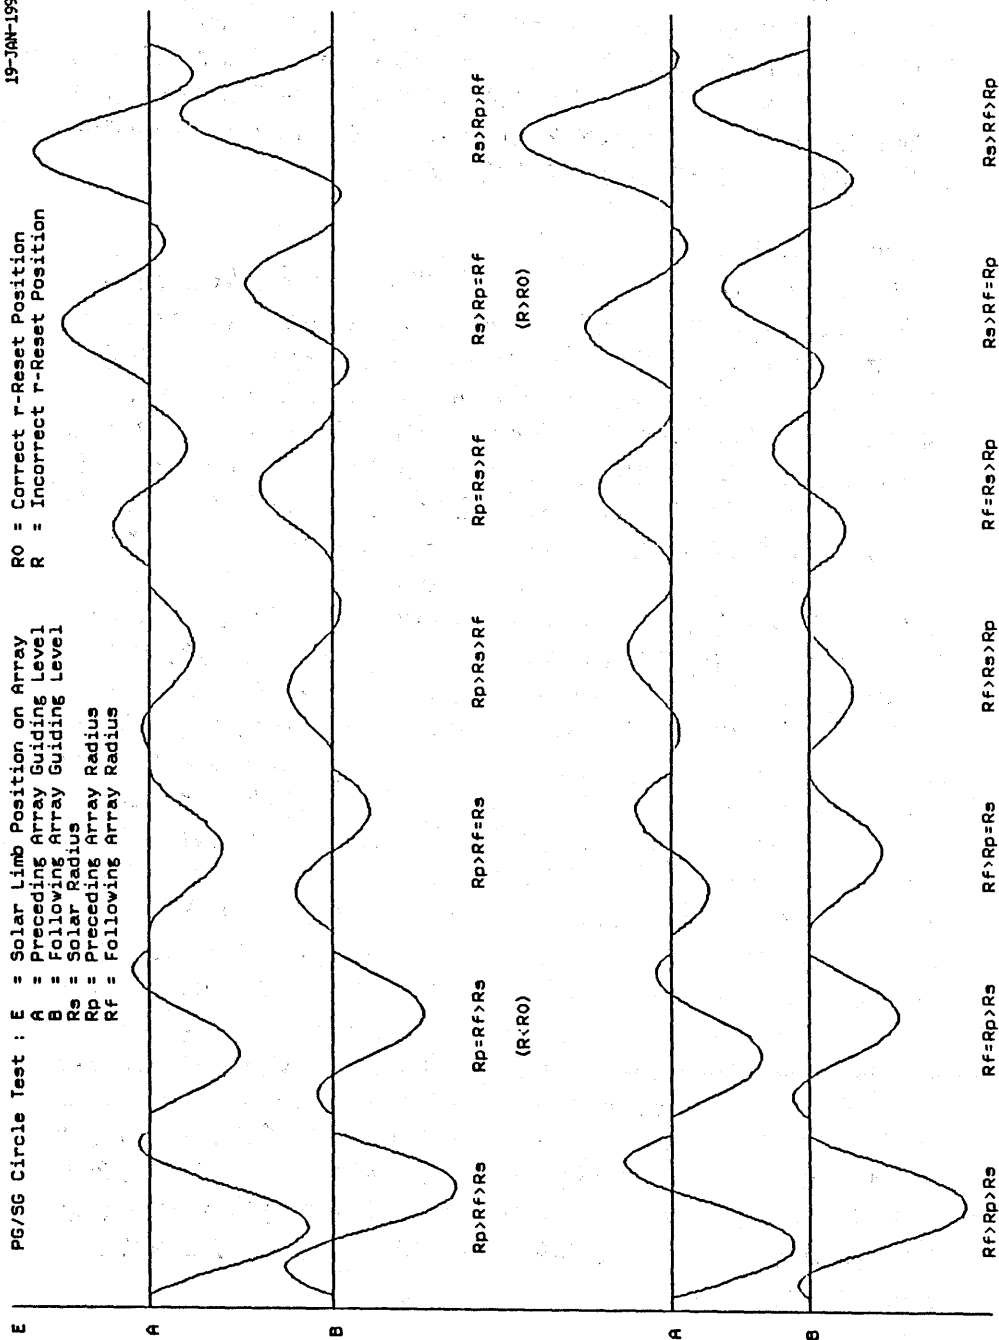 E PG/SG Circle Test : E = Solar Limb Position on Array R0 = Correct r-Reset Position 19-JAN-199
A = Preceding Array Guiding Level R = Incorrect r-Reset Position
B = Following Array Guiding Level
Rs = Solar Radius
Rp = Preceding Array Radius
Rf = Following Array Radius
A
B
Rp>Rf>Rs Rp=Rf>Rs Rp>Rf=Rs Rp>Rs>Rf Rp=Rs>Rf Rs>Rp=Rf Rs>Rp>Rf
(R<R0) (R>R0)
A
B
Rf>Rp>Rs Rf=Rp>Rs Rf>Rp=Rs Rf>Rs>Rp Rf=Rs>Rp Rs>Rf=Rp Rs>Rf>Rp